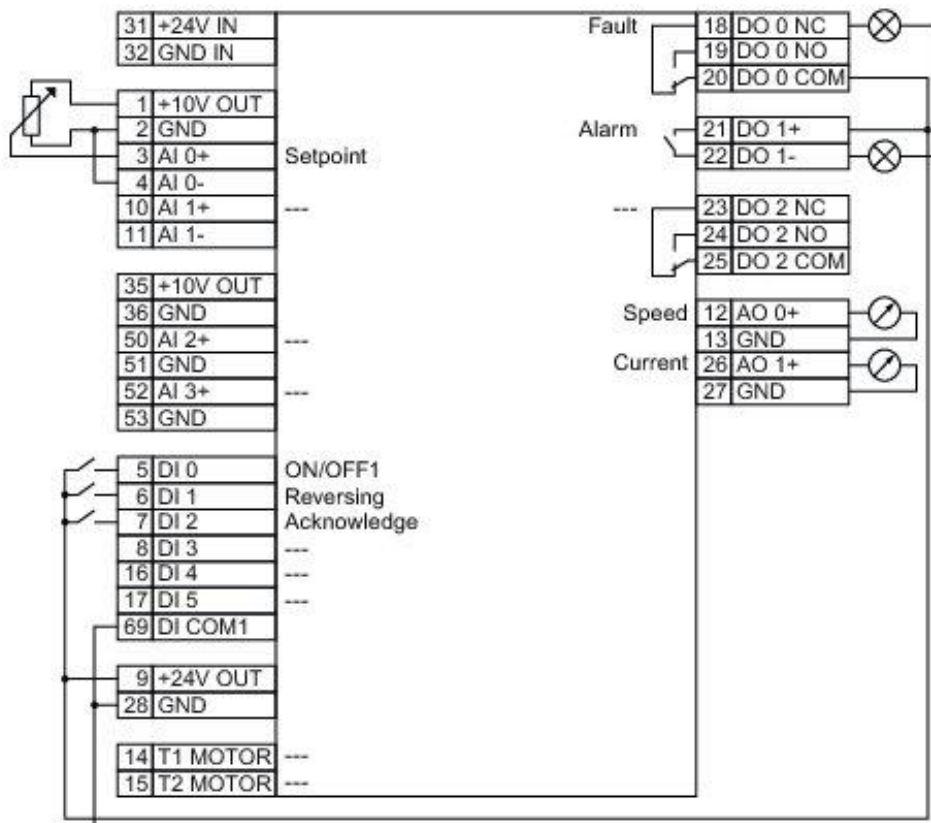 31 +24V IN
32 GND IN
1 +10V OUT
2 GND
3 AI 0+ Setpoint
4 AI 0-
10 AI 1+ ---
11 AI 1-
35 +10V OUT
36 GND
50 AI 2+ ---
51 GND
52 AI 3+ ---
53 GND
5 DI 0 ON/OFF1
6 DI 1 Reversing
7 DI 2 Acknowledge
8 DI 3 ---
16 DI 4 ---
17 DI 5 ---
69 DI COM1
9 +24V OUT
28 GND
14 T1 MOTOR ---
15 T2 MOTOR ---
Fault 18 DO 0 NC
19 DO 0 NO
20 DO 0 COM
Alarm 21 DO 1+
22 DO 1-
--- 23 DO 2 NC
24 DO 2 NO
25 DO 2 COM
Speed 12 AO 0+
13 GND
Current 26 AO 1+
27 GND